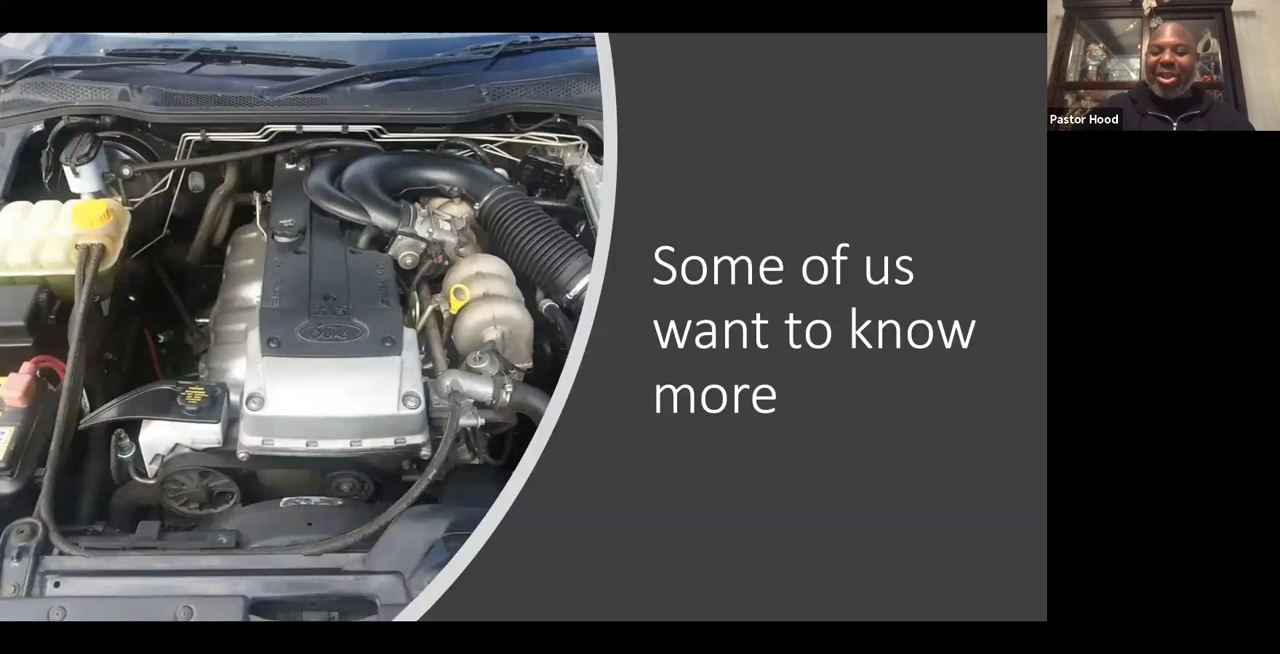 Some of us
want to know
more
Pastor Hood
Ford